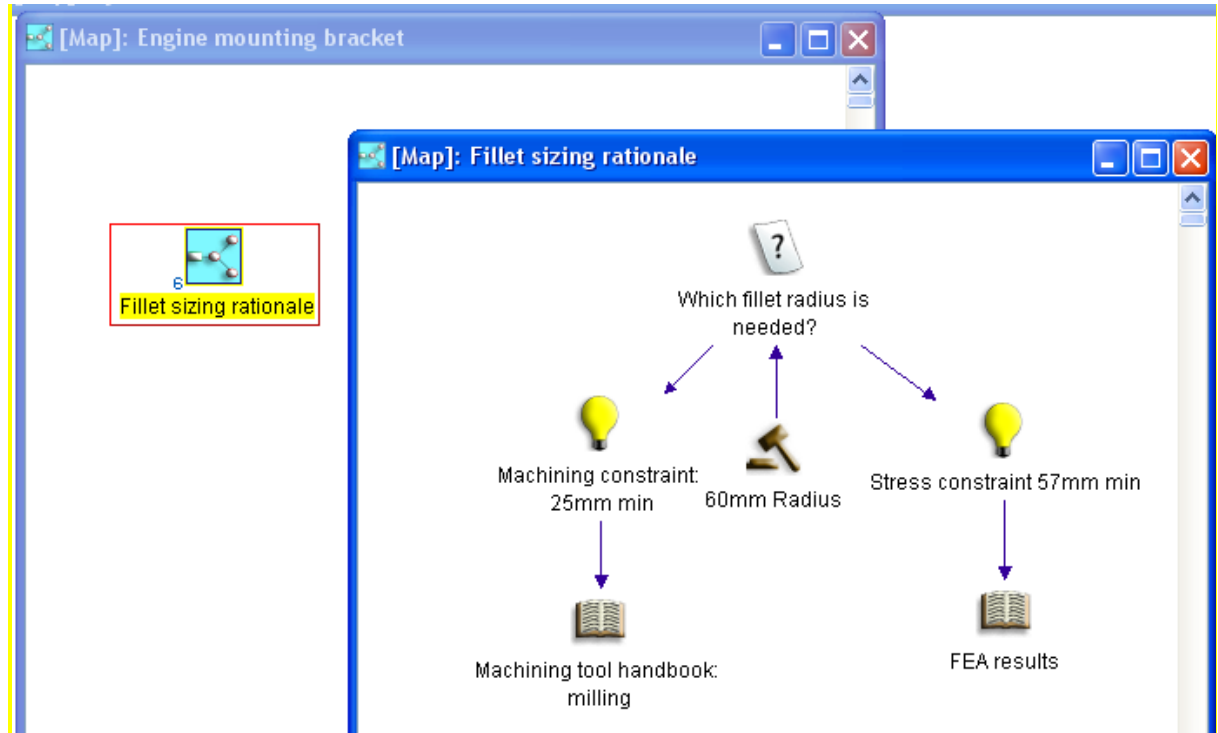 [Map]: Engine mounting bracket
[Map]: Fillet sizing rationale
6
Fillet sizing rationale
?
Which fillet radius is
needed?
Machining constraint:
25mm min
60mm Radius
Stress constraint 57mm min
Machining tool handbook:
milling
FEA results